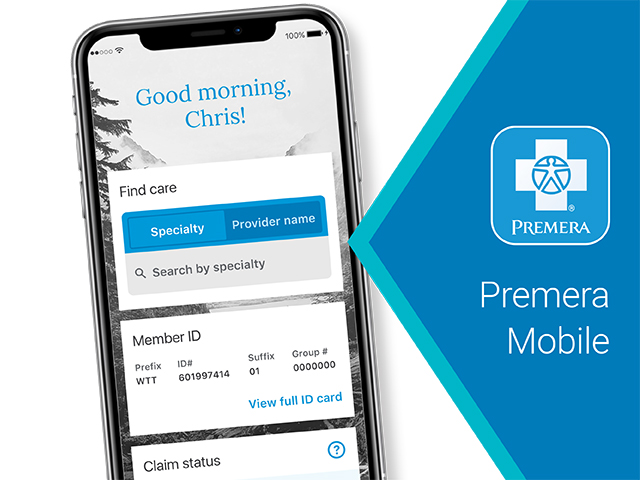 100%
Good morning,
Chris!
Find care
Specialty
Provider name
Search by specialty
Member ID
Prefix ID# Suffix Group #
WTT 601997414 01 0000000
View full ID card
Claim status
?
PREMERA
®
Premera
Mobile